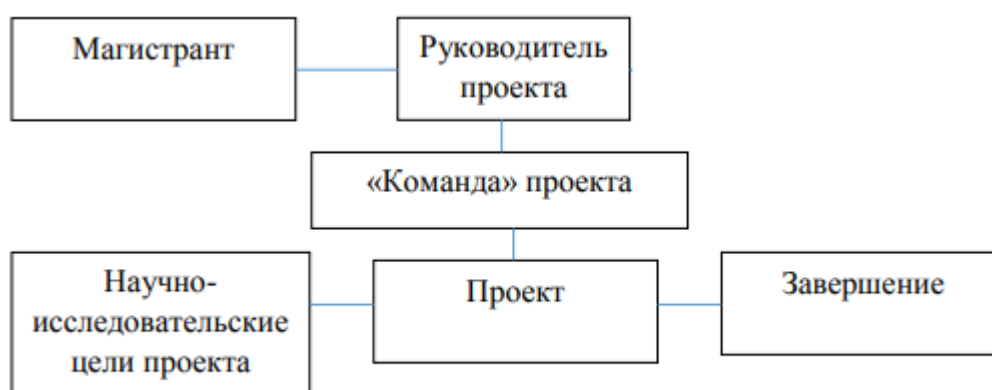 Магистрант
Руководитель
проекта
«Команда» проекта
Научно-
исследовательские
цели проекта
Проект
Завершение